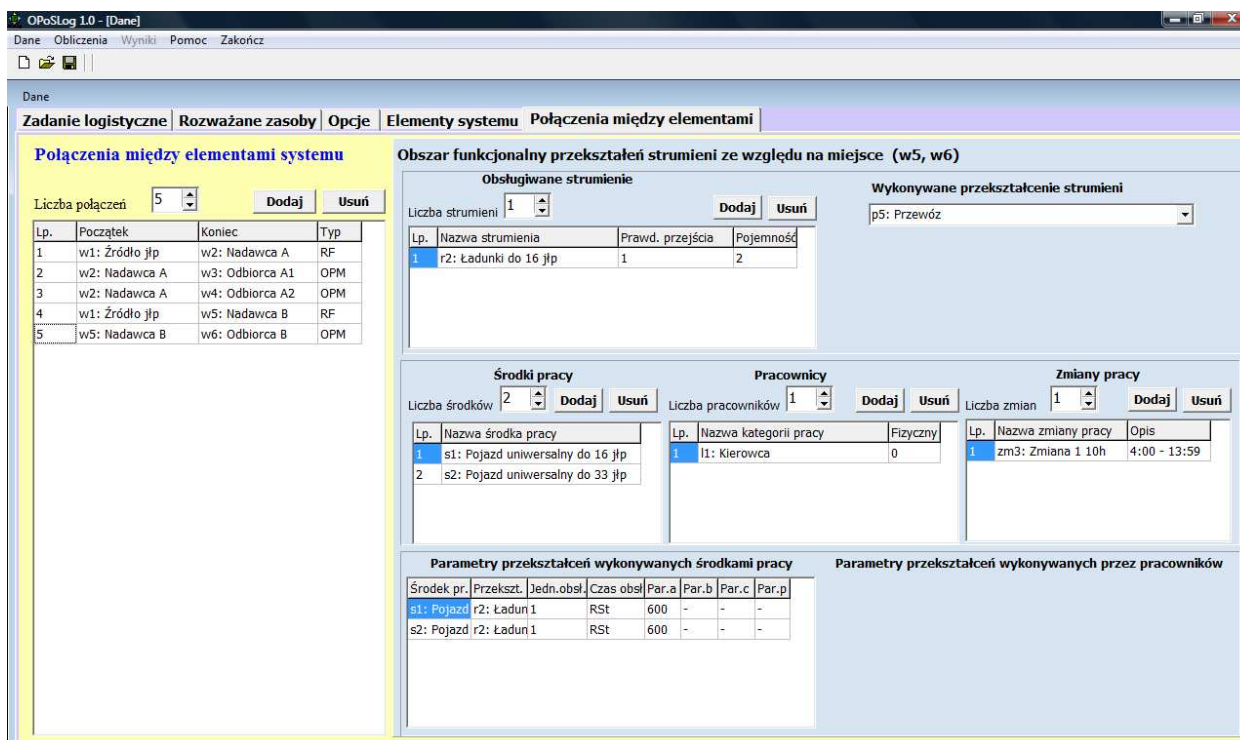 OPoSLog 1.0 - [Dane]
Dane Obliczenia Wyniki Pomoc Zakończ
Dane
Zadanie logistyczne Rozważane zasoby Opcje Elementy systemu Połączenia między elementami
Połączenia między elementami systemu
Liczba połączeń 5 Dodaj Usuń
Lp. Początek Koniec Typ
1 w1: Źródło jłp w2: Nadawca A RF
2 w2: Nadawca A w3: Odbiorca A1 OPM
3 w2: Nadawca A w4: Odbiorca A2 OPM
4 w1: Źródło jłp w5: Nadawca B RF
5 w5: Nadawca B w6: Odbiorca B OPM
Obszar funkcjonalny przekształeń strumieni ze względu na miejsce (w5, w6)
Obsługiwane strumienie
Liczba strumieni 1 Dodaj Usuń
Lp. Nazwa strumienia Prawd. przejścia Pojemność
1 r2: Ładunki do 16 jłp 1 2
Wykonywane przekształcenie strumieni
p5: Przewóz
Środki pracy
Liczba środków 2 Dodaj Usuń
Lp. Nazwa środka pracy
1 s1: Pojazd uniwersalny do 16 jłp
2 s2: Pojazd uniwersalny do 33 jłp
Pracownicy
Liczba pracowników 1 Dodaj Usuń
Lp. Nazwa kategorii pracy Fizyczny
1 l1: Kierowca 0
Zmiany pracy
Liczba zmian 1 Dodaj Usuń
Lp. Nazwa zmiany pracy Opis
1 zm3: Zmiana 1 10h 4:00 - 13:59
Parametry przekształceń wykonywanych środkami pracy
Środek pr. Przekszt. Jedn.obsł. Czas obsł Par.a Par.b Par.c Par.p
s1: Pojazd r2: Ładun 1 RSt 600 - - -
s2: Pojazd r2: Ładun 1 RSt 600 - - -
Parametry przekształceń wykonywanych przez pracowników